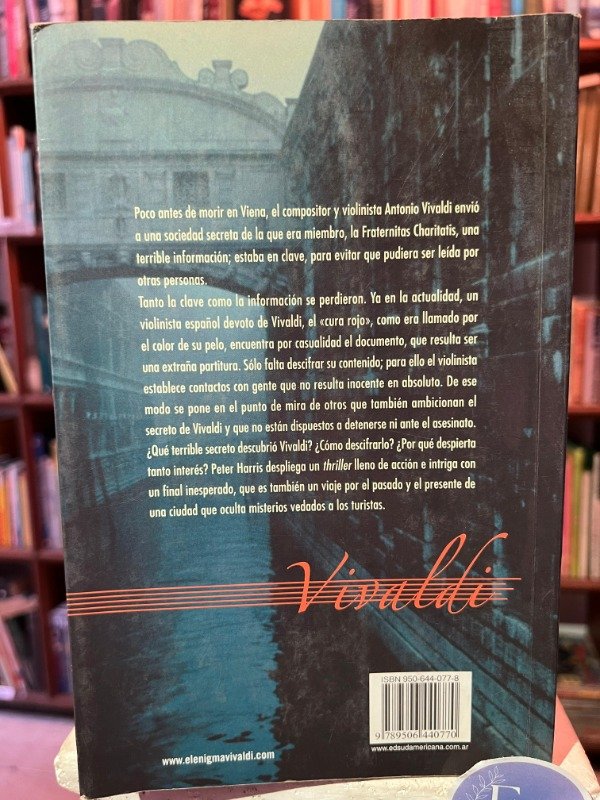 Poco antes de morir en Viena, el compositor y violinista Antonio Vivaldi envió
a una sociedad secreta de la que era miembro, la Fraternitas Charitatis, una
terrible información; estaba en clave, para evitar que pudiera ser leída por
otras personas.
Tanto la clave como la información se perdieron. Ya en la actualidad, un
violinista español devoto de Vivaldi, el «cura rojo», como era llamado por
el color de su pelo, encuentra por casualidad el documento, que resulta ser
una extraña partitura. Sólo falta descifrar su contenido; para ello el violinista
establece contactos con gente que no resulta inocente en absoluto. De ese
modo se pone en el punto de mira de otros que también ambicionan el
secreto de Vivaldi y que no están dispuestos a detenerse ni ante el asesinato.
¿Qué terrible secreto descubrió Vivaldi? ¿Cómo descifrarlo? ¿Por qué despierta
tanto interés? Peter Harris despliega un thriller lleno de acción e intriga con
un final inesperado, que es también un viaje por el pasado y el presente de
una ciudad que oculta misterios vedados a los turistas.
Vivaldi
ISBN 950-644-077-8
9 789506 440770
www.edsudamericana.com.ar
www.elenigmavivaldi.com